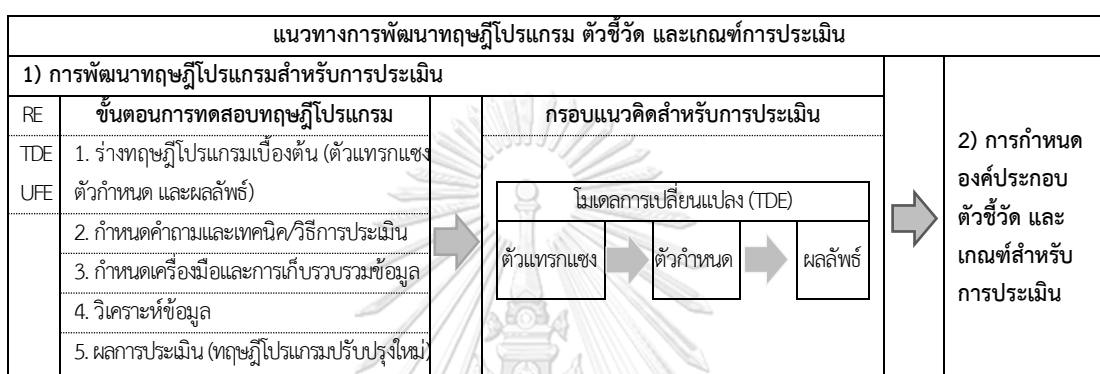 แนวทางการพัฒนาทฤษฎีโปรแกรม ตัวชี้วัด และเกณฑ์การประเมิน
1) การพัฒนาทฤษฎีโปรแกรมสำหรับการประเมิน
RE
TDE
UFE
ขั้นตอนการทดสอบทฤษฎีโปรแกรม
1. ร่างทฤษฎีโปรแกรมเบื้องต้น (ตัวแทรกแซง
ตัวกำหนด และผลลัพธ์)
2. กำหนดคำถามและเทคนิค/วิธีการประเมิน
3. กำหนดเครื่องมือและการเก็บรวบรวมข้อมูล
4. วิเคราะห์ข้อมูล
5. ผลการประเมิน (ทฤษฎีโปรแกรมปรับปรุงใหม่)
กรอบแนวคิดสำหรับการประเมิน
โมเดลการเปลี่ยนแปลง (TDE)
ตัวแทรกแซง
ตัวกำหนด
ผลลัพธ์
2) การกำหนด
องค์ประกอบ
ตัวชี้วัด และ
เกณฑ์สำหรับ
การประเมิน